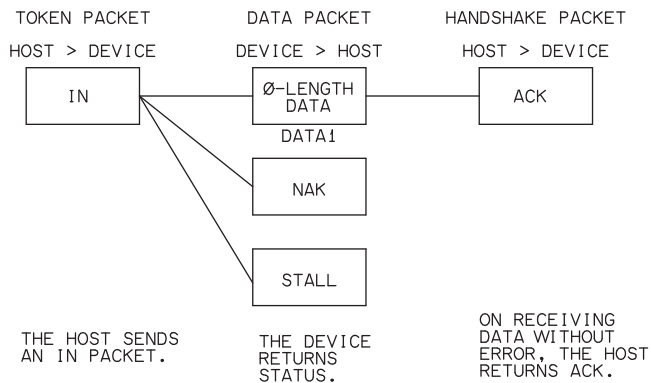 TOKEN PACKET
DATA PACKET
HANDSHAKE PACKET
HOST > DEVICE
DEVICE > HOST
HOST > DEVICE
IN
Ø-LENGTH
DATA
ACK
DATA1
NAK
STALL
THE HOST SENDS
AN IN PACKET.
THE DEVICE
RETURNS
STATUS.
ON RECEIVING
DATA WITHOUT
ERROR, THE HOST
RETURNS ACK.